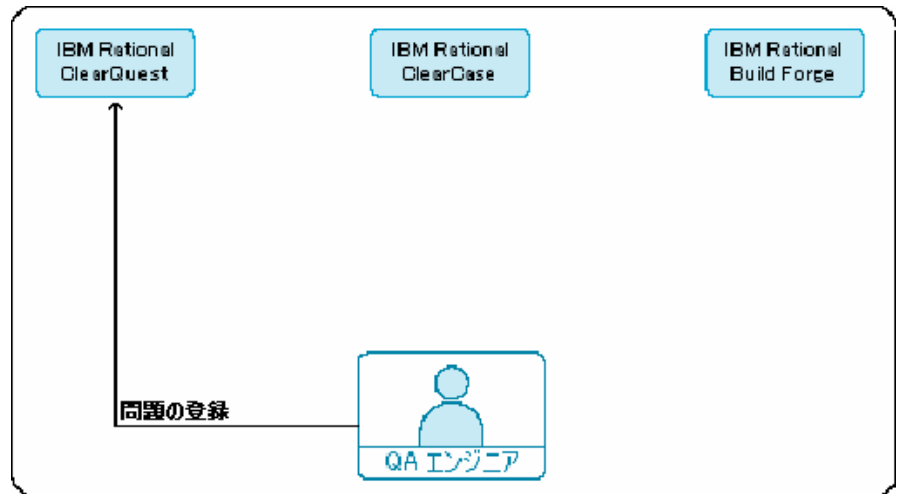 IBM Rational
ClearQuest
IBM Rational
ClearCase
IBM Rational
Build Forge
問題の登録
QA エンジニア